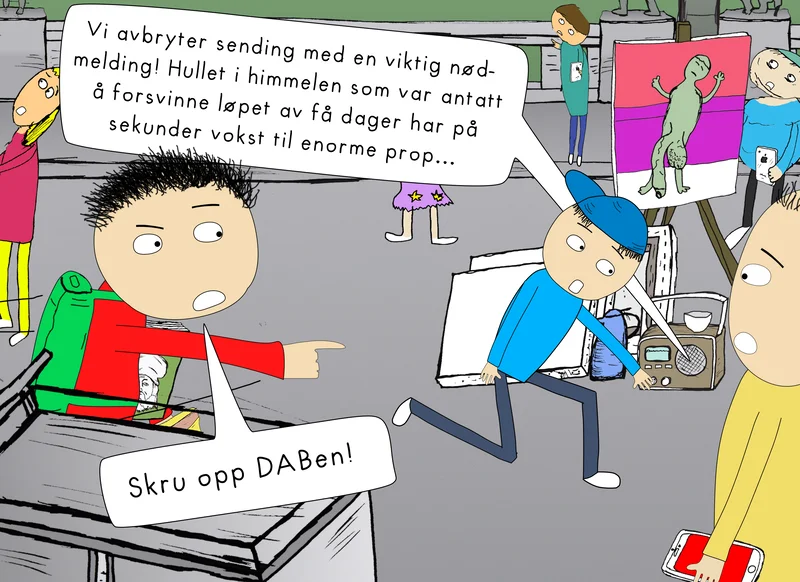 Vi avbryter sending med en viktig nød-
melding! Hullet i himmelen som var antatt
å forsvinne løpet av få dager har på
sekunder vokst til enorme prop...
Skru opp DABen!